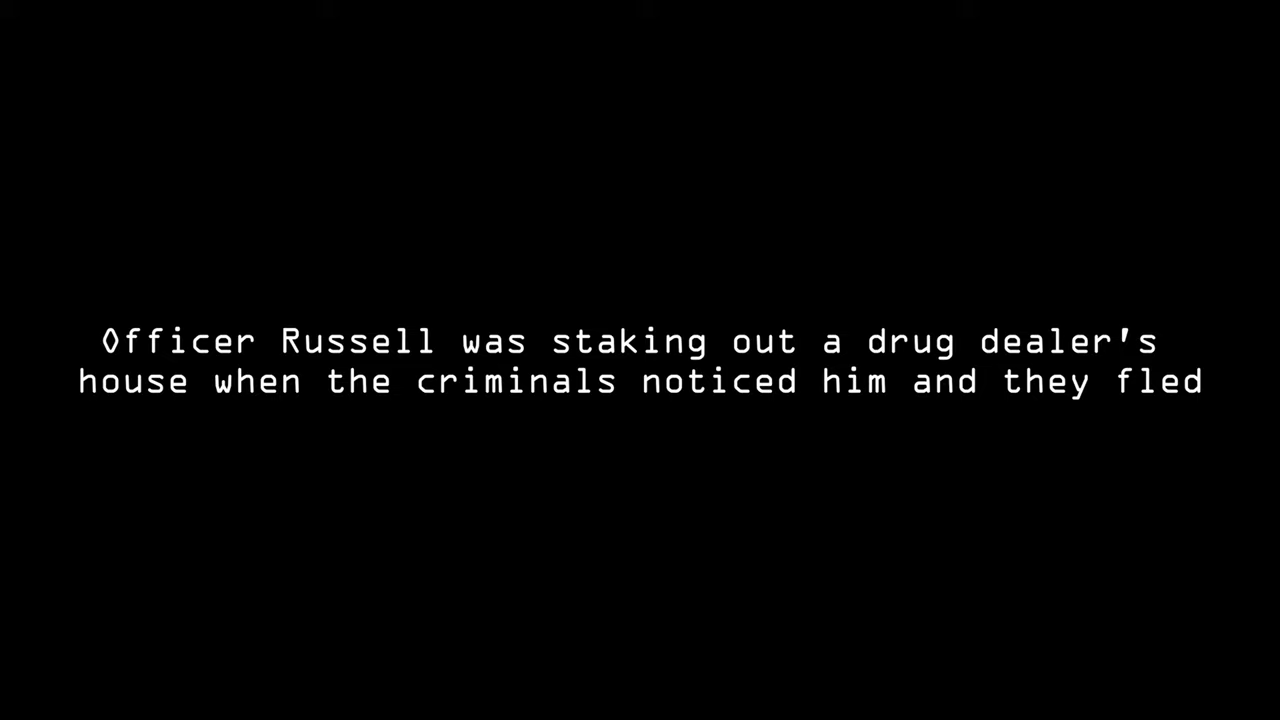 Officer Russell was staking out a drug dealer's
house when the criminals noticed him and they fled